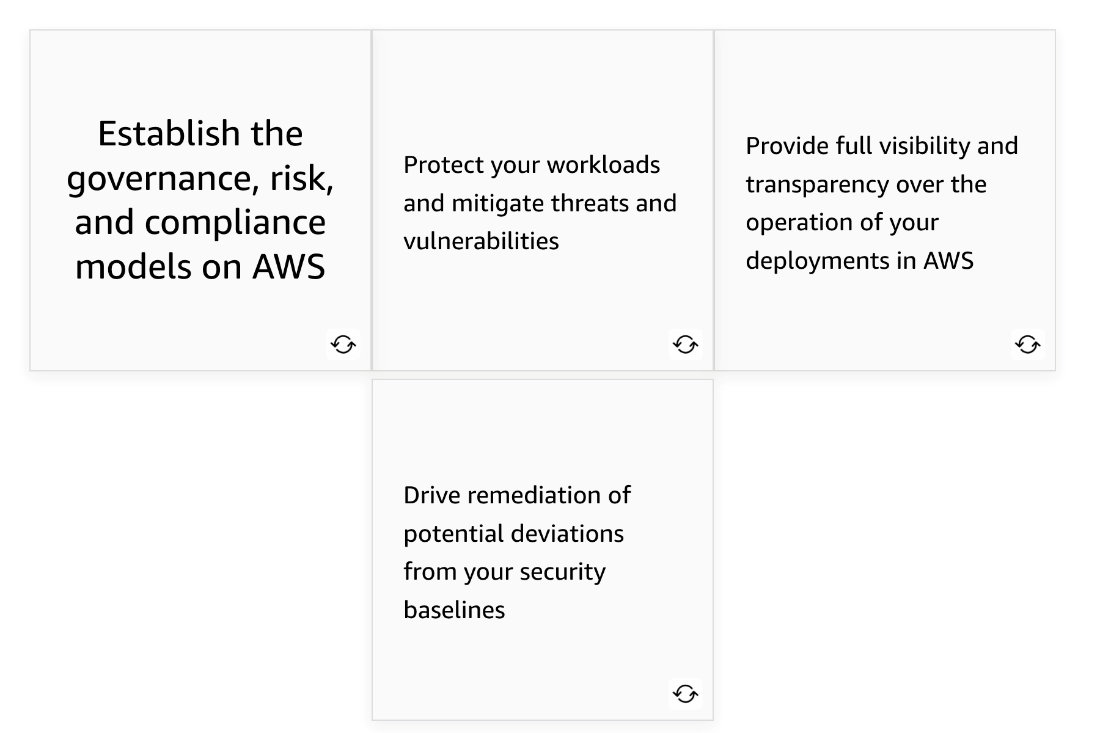 Establish the
governance, risk,
and compliance
models on AWS
Protect your workloads
and mitigate threats and
vulnerabilities
Provide full visibility and
transparency over the
operation of your
deployments in AWS
Drive remediation of
potential deviations
from your security
baselines